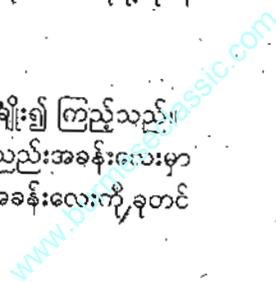 ချိုး၍ ကြည့်သည်။
သည်းအခန်းလေးမှာ
အခန်းလေးကို ခုတင်
www.burmeseclassic.com